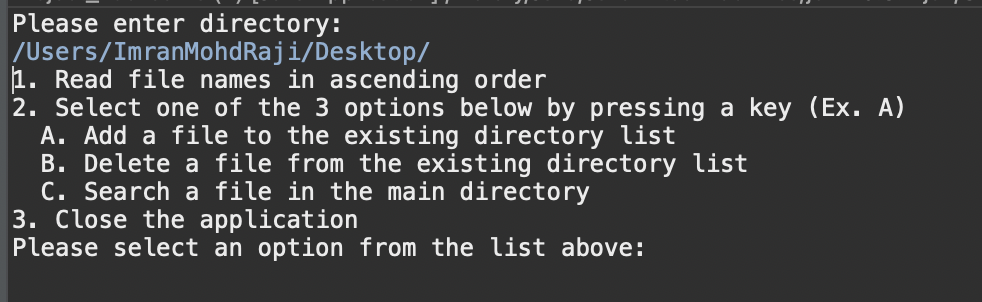 Please enter directory:
/Users/ImranMohdRaji/Desktop/
1. Read file names in ascending order
2. Select one of the 3 options below by pressing a key (Ex. A)
  A. Add a file to the existing directory list
  B. Delete a file from the existing directory list
  C. Search a file in the main directory
3. Close the application
Please select an option from the list above: